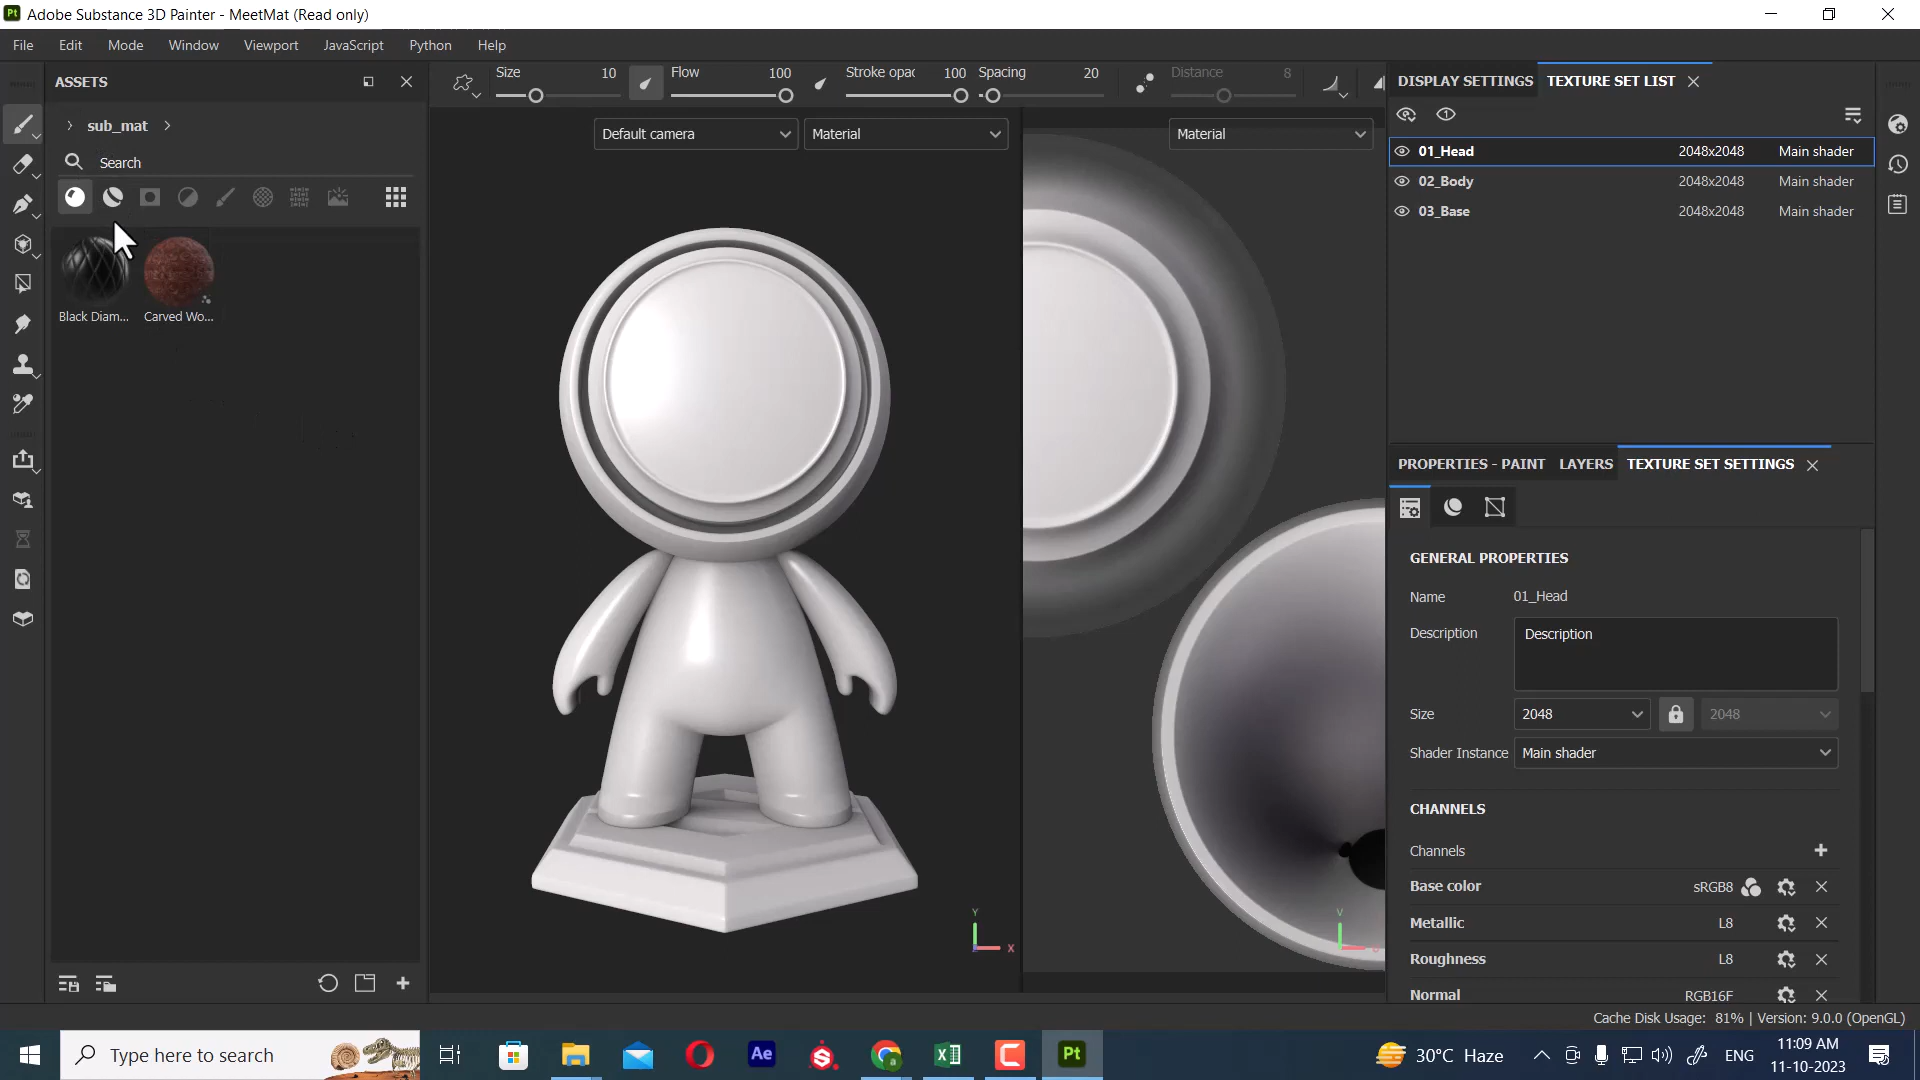 Pt Adobe Substance 3D Painter - MeetMat (Read only)
File Edit Mode Window Viewport JavaScript Python Help
ASSETS
sub_mat
Search
Black Diam...
Carved Wo...
Size 10
Flow 100
Stroke opac 100
Spacing 20
Distance 8
Default camera
Material
Material
Y
X
V
DISPLAY SETTINGS TEXTURE SET LIST
01_Head 2048x2048 Main shader
02_Body 2048x2048 Main shader
03_Base 2048x2048 Main shader
PROPERTIES - PAINT LAYERS TEXTURE SET SETTINGS
GENERAL PROPERTIES
Name 01_Head
Description Description
Size 2048 2048
Shader Instance Main shader
CHANNELS
Channels
Base color sRGB8
Metallic L8
Roughness L8
Normal RGB16F
Cache Disk Usage: 81% | Version: 9.0.0 (OpenGL)
Type here to search
Ae
Pt
30°C Haze
ENG
11:09 AM
11-10-2023